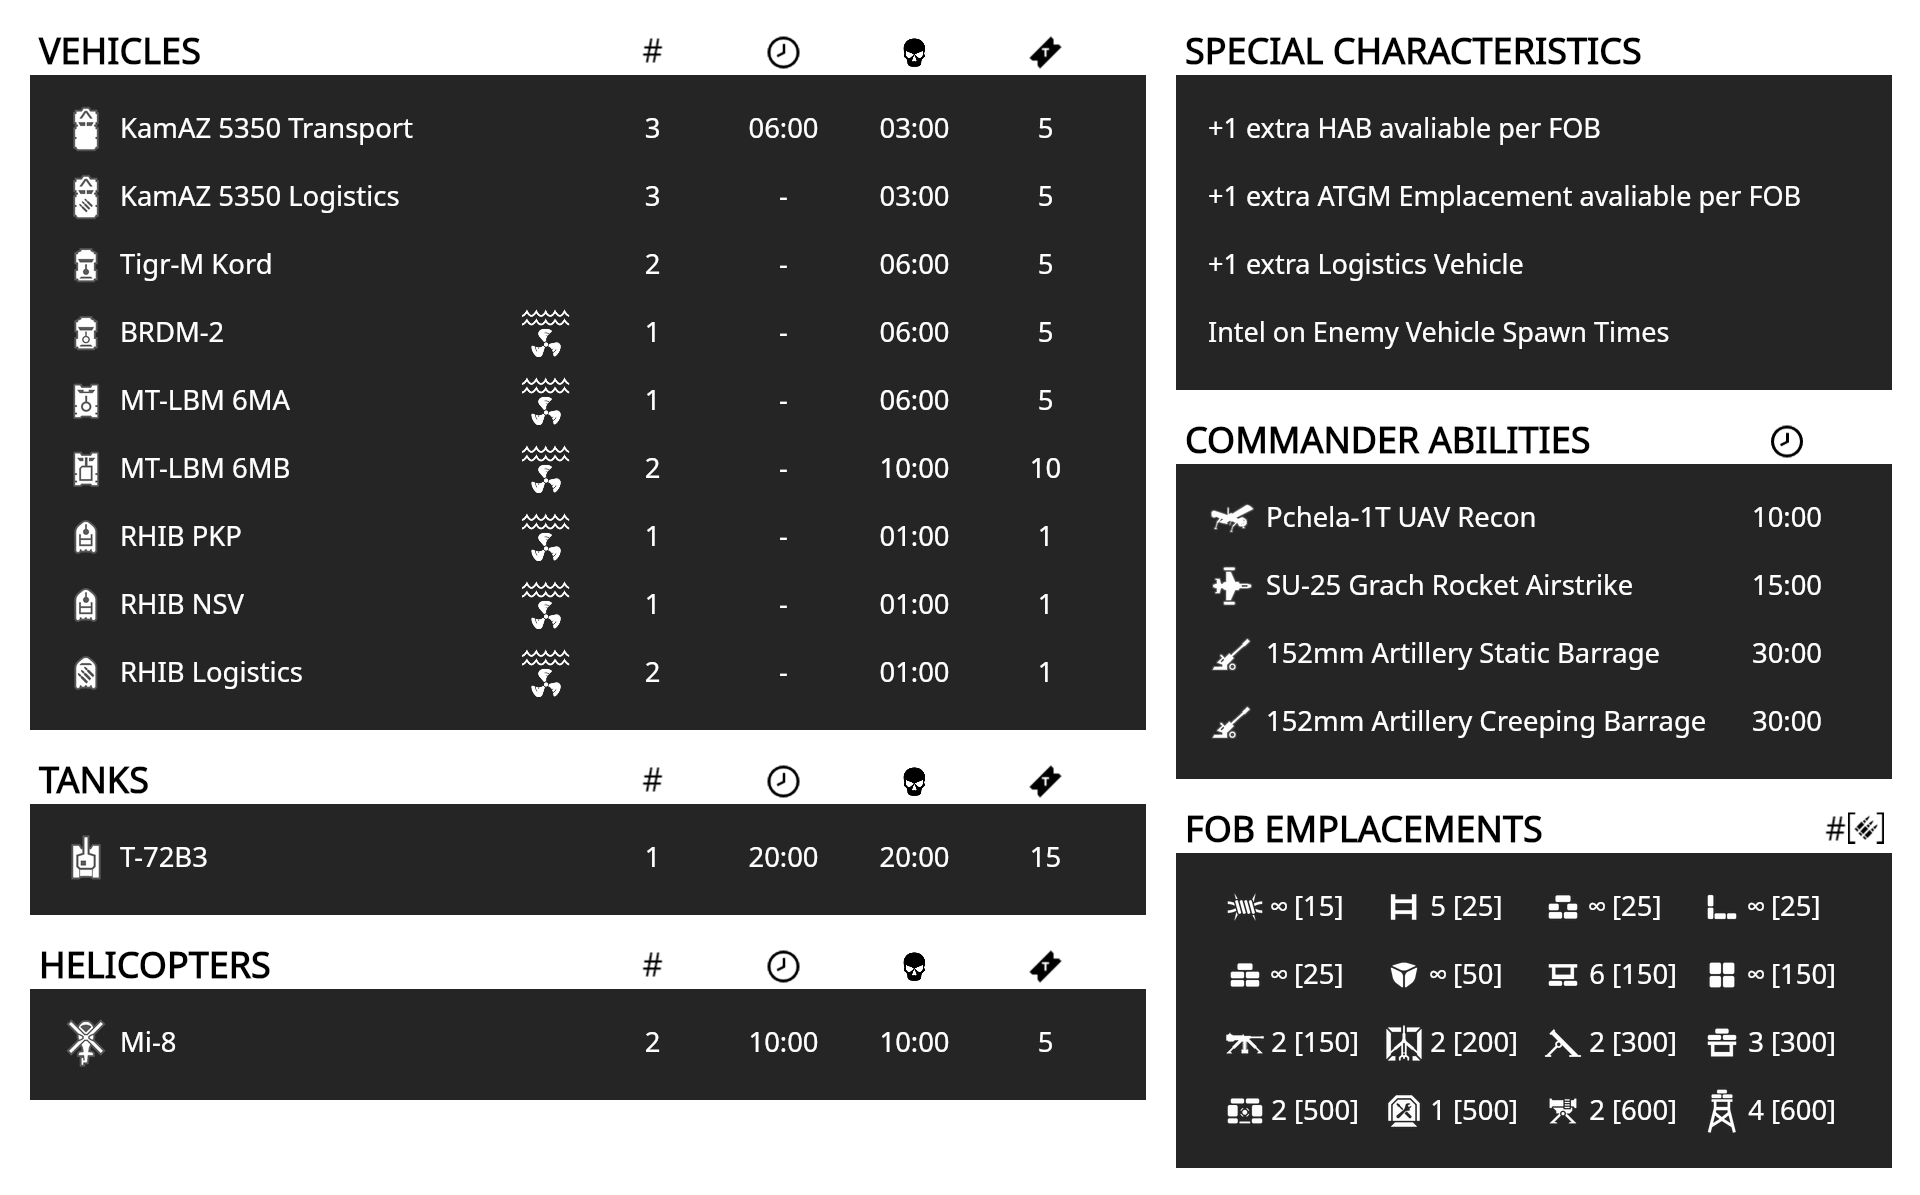 VEHICLES #
KamAZ 5350 Transport 3 06:00 03:00 5
KamAZ 5350 Logistics 3 - 03:00 5
Tigr-M Kord 2 - 06:00 5
BRDM-2 1 - 06:00 5
MT-LBM 6MA 1 - 06:00 5
MT-LBM 6MB 2 - 10:00 10
RHIB PKP 1 - 01:00 1
RHIB NSV 1 - 01:00 1
RHIB Logistics 2 - 01:00 1
TANKS #
T-72B3 1 20:00 20:00 15
HELICOPTERS #
Mi-8 2 10:00 10:00 5
SPECIAL CHARACTERISTICS
+1 extra HAB avaliable per FOB
+1 extra ATGM Emplacement avaliable per FOB
+1 extra Logistics Vehicle
Intel on Enemy Vehicle Spawn Times
COMMANDER ABILITIES
Pchela-1T UAV Recon 10:00
SU-25 Grach Rocket Airstrike 15:00
152mm Artillery Static Barrage 30:00
152mm Artillery Creeping Barrage 30:00
FOB EMPLACEMENTS #[]
∞ [15] 5 [25] ∞ [25] ∞ [25]
∞ [25] ∞ [50] 6 [150] ∞ [150]
2 [150] 2 [200] 2 [300] 3 [300]
2 [500] 1 [500] 2 [600] 4 [600]